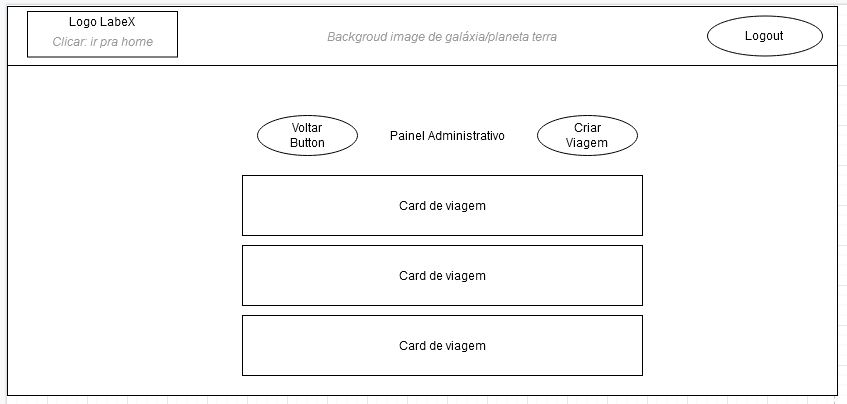 Logo LabeX
Clicar: ir pra home
Backgroud image de galáxia/planeta terra
Logout
Voltar
Button
Painel Administrativo
Criar
Viagem
Card de viagem
Card de viagem
Card de viagem